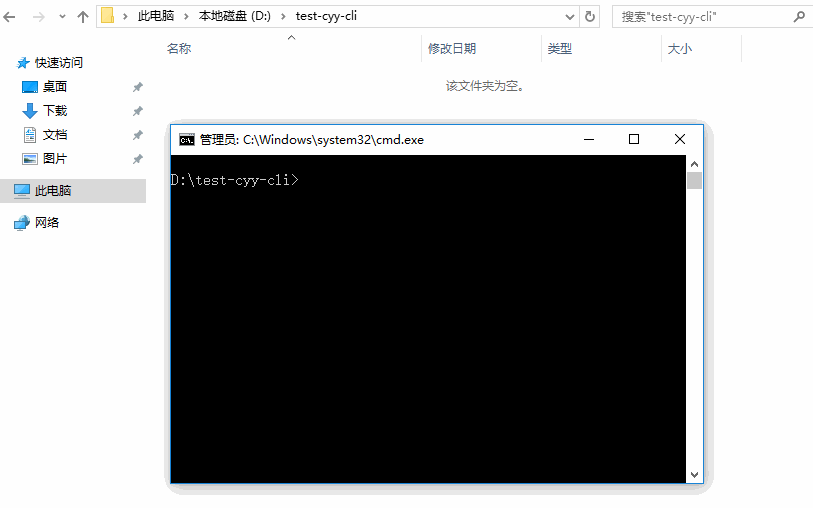 此电脑 › 本地磁盘 (D:) › test-cyy-cli
搜索"test-cyy-cli"
名称 修改日期 类型 大小
快速访问
桌面
下载
文档
图片
此电脑
网络
该文件夹为空。
管理员: C:\Windows\system32\cmd.exe
D:\test-cyy-cli>